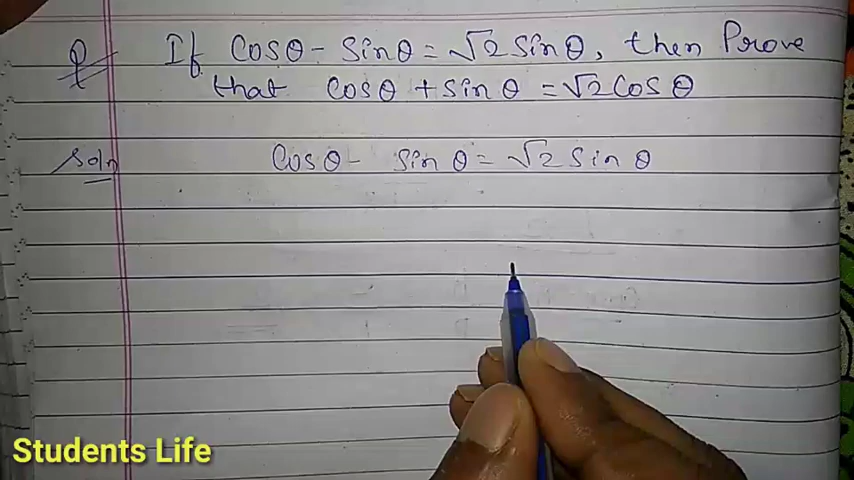 Q If Cosθ - Sinθ = √2 Sinθ, then Prove
that Cosθ + Sinθ = √2 Cosθ
Soln Cosθ - Sinθ = √2 Sinθ
Students Life